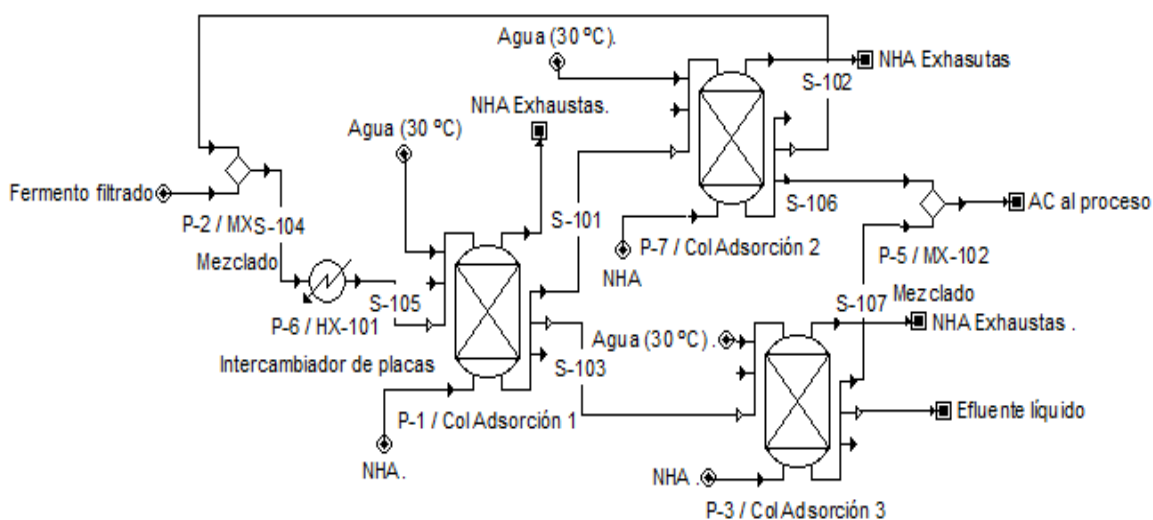 Agua (30 ºC).
NHA Exhasutas
S-102
NHA Exhaustas.
Agua (30 ºC)
Fermento filtrado
P-2 / MX
S-104
S-101
S-106
AC al proceso
P-7 / Col Adsorción 2
P-5 / MX-102
NHA
Mezclado
S-105
P-6 / HX-101
S-107
Mezclado
NHA Exhaustas .
Agua (30 ºC) .
Intercambiador de placas
S-103
P-1 / Col Adsorción 1
Efluente líquido
NHA.
NHA .
P-3 / Col Adsorción 3